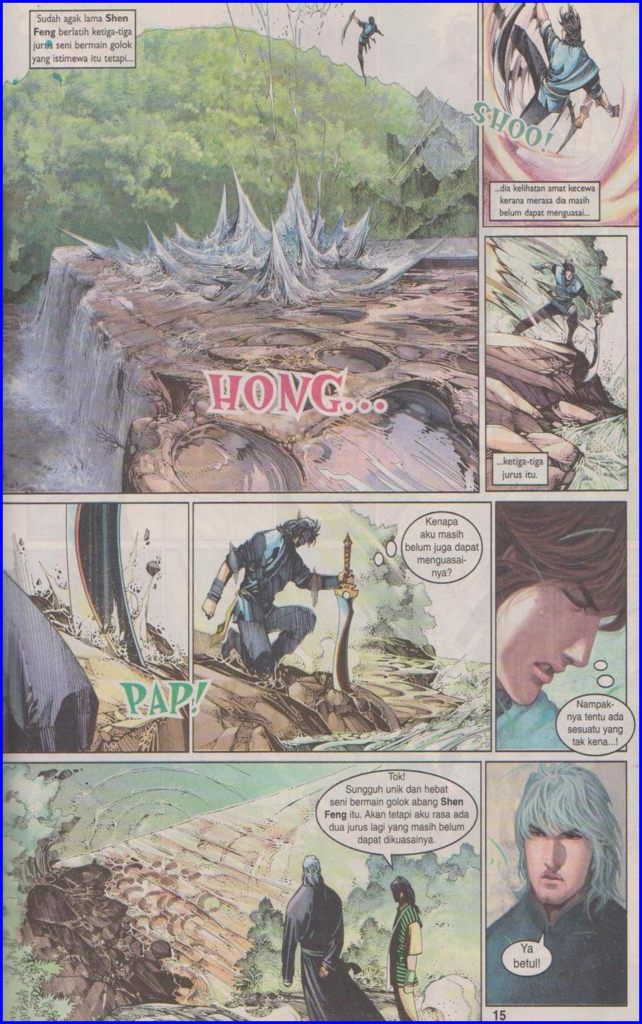 Sudah agak lama Shen
Feng berlatih ketiga-tiga
jurus seni bermain golok
yang istimewa itu tetapi...
SHOO!
...dia kelihatan amat kecewa
kerana merasa dia masih
belum dapat menguasai...
HONG...
...ketiga-tiga
jurus itu.
PAP!
Kenapa
aku masih
belum juga dapat
menguasai-
nya?
Nampak-
nya tentu ada
sesuatu yang
tak kena...!
Tok!
Sungguh unik dan hebat
seni bermain golok abang Shen
Feng itu. Akan tetapi aku rasa ada
dua jurus lagi yang masih belum
dapat dikuasainya.
Ya
betul!
15